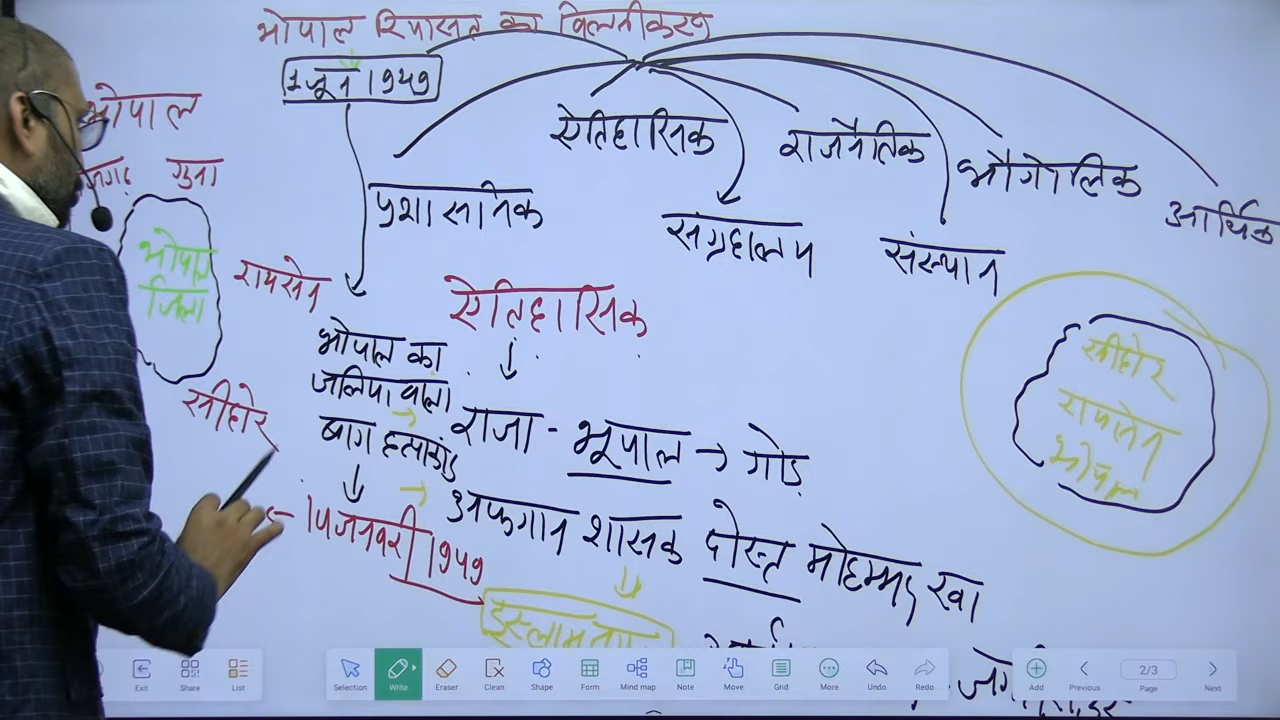 भोपाल रियासत का विलनीकरण
1 जून 1949
भोपाल
गुना
भोपाल
जिला
रायसेन
सीहोर
प्रशासनिक
ऐतिहासिक
संग्रहालय
राजनैतिक
संस्थान
भौगोलिक
आर्थिक
ऐतिहासिक
भोपाल का
जलियावाला
बाग हत्याकांड
14 जनवरी 1949
राजा - भूपाल → गोंड
अफगान शासक दोस्त मोहम्मद खा
इस्लामनगर
सीहोर
रायसेन
भोपाल
Exit
Share
List
Selection
Write
Eraser
Clean
Shape
Form
Mind map
Note
Move
Grid
More
Undo
Redo
Add
Previous
2/3
Page
Next